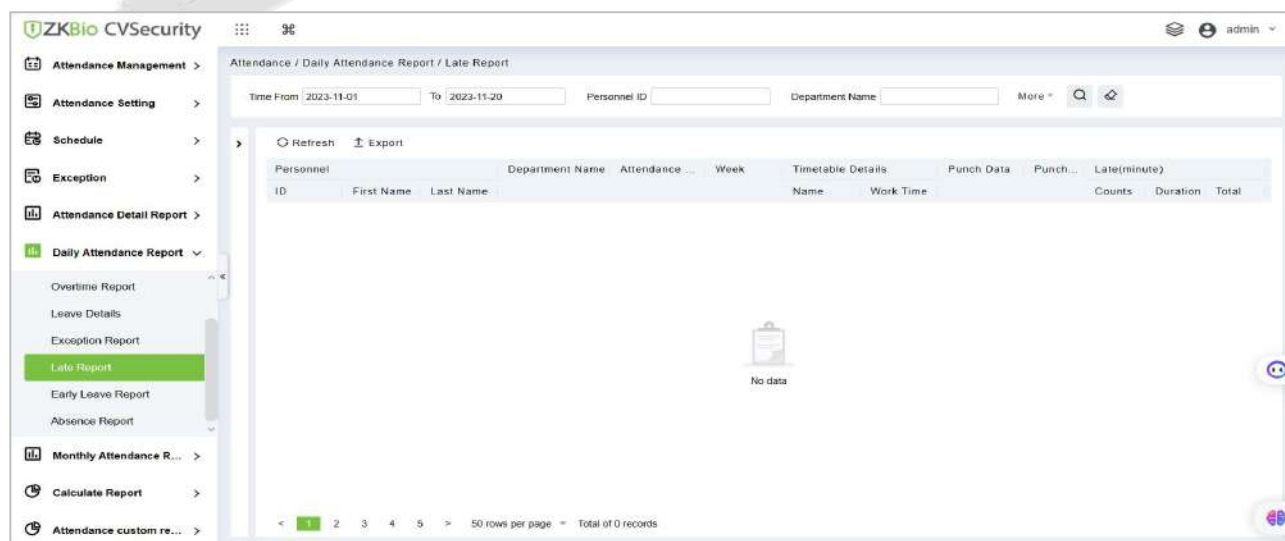 ZKBio CVSecurity
admin
Attendance Management
Attendance Setting
Schedule
Exception
Attendance Detail Report
Daily Attendance Report
Overtime Report
Leave Details
Exception Report
Late Report
Early Leave Report
Absence Report
Monthly Attendance R...
Calculate Report
Attendance custom re...
Attendance / Daily Attendance Report / Late Report
Time From 2023-11-01 To 2023-11-20 Personnel ID Department Name More
Refresh Export
Personnel Department Name Attendance ... Week Timetable Details Punch Data Punch... Late(minute)
ID First Name Last Name Name Work Time Counts Duration Total
No data
< 1 2 3 4 5 > 50 rows per page Total of 0 records